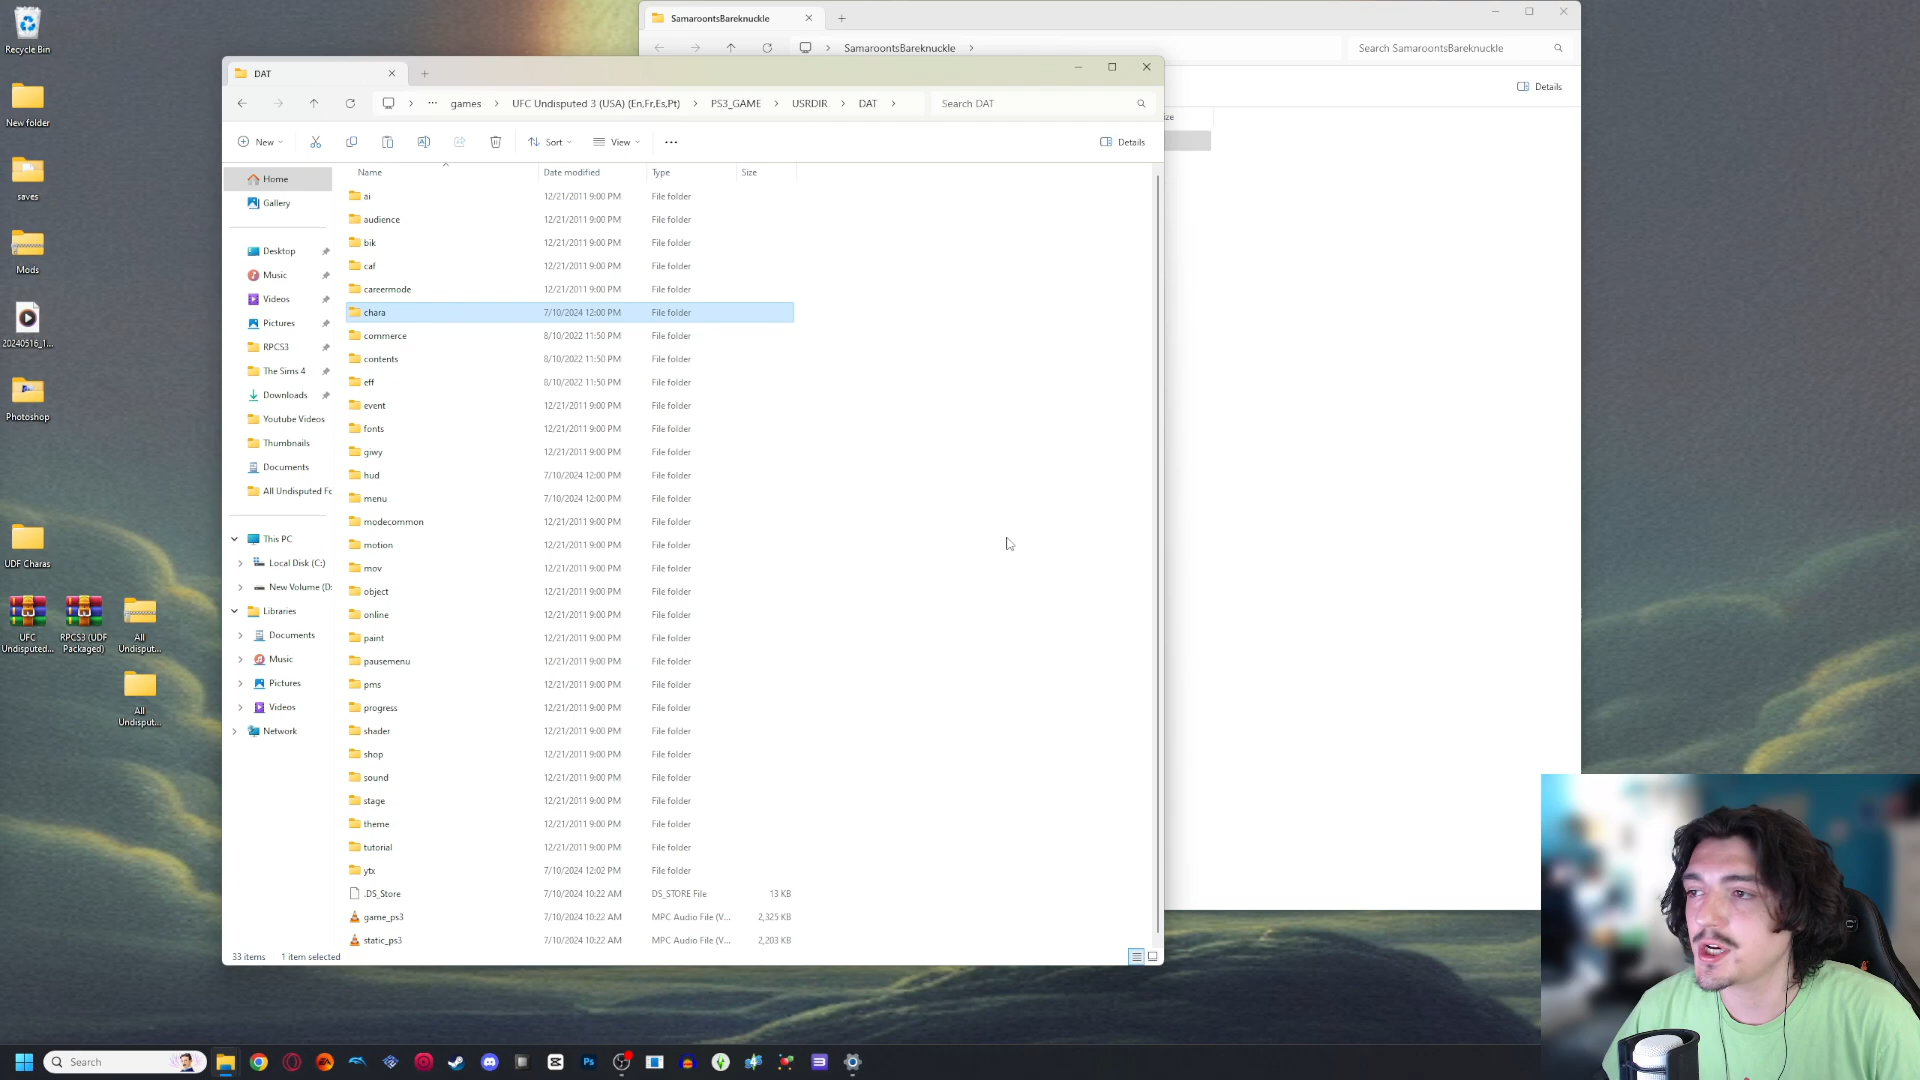 Recycle Bin
New folder
saves
Mods
20240516_1...
Photoshop
UDF Charas
UFC Undisputed...
RPCS3 (UDF Packaged)
All Undisput...
All Undisput...
SamaroontsBareknuckle
SamaroontsBareknuckle
Search SamaroontsBareknuckle
Details
DAT
games
UFC Undisputed 3 (USA) (En,Fr,Es,Pt)
PS3_GAME
USRDIR
DAT
Search DAT
New
Sort
View
Details
Home
Gallery
Desktop
Music
Videos
Pictures
RPCS3
The Sims 4
Downloads
Youtube Videos
Thumbnails
Documents
All Undisputed Fc
This PC
Local Disk (C:)
New Volume (D:
Libraries
Documents
Music
Pictures
Videos
Network
Name Date modified Type Size
ai 12/21/2011 9:00 PM File folder
audience 12/21/2011 9:00 PM File folder
bik 12/21/2011 9:00 PM File folder
caf 12/21/2011 9:00 PM File folder
careermode 12/21/2011 9:00 PM File folder
chara 7/10/2024 12:00 PM File folder
commerce 8/10/2022 11:50 PM File folder
contents 8/10/2022 11:50 PM File folder
eff 8/10/2022 11:50 PM File folder
event 12/21/2011 9:00 PM File folder
fonts 12/21/2011 9:00 PM File folder
giwy 12/21/2011 9:00 PM File folder
hud 7/10/2024 12:00 PM File folder
menu 7/10/2024 12:00 PM File folder
modecommon 12/21/2011 9:00 PM File folder
motion 12/21/2011 9:00 PM File folder
mov 12/21/2011 9:00 PM File folder
object 12/21/2011 9:00 PM File folder
online 12/21/2011 9:00 PM File folder
paint 12/21/2011 9:00 PM File folder
pausemenu 12/21/2011 9:00 PM File folder
pms 12/21/2011 9:00 PM File folder
progress 12/21/2011 9:00 PM File folder
shader 12/21/2011 9:00 PM File folder
shop 12/21/2011 9:00 PM File folder
sound 12/21/2011 9:00 PM File folder
stage 12/21/2011 9:00 PM File folder
theme 12/21/2011 9:00 PM File folder
tutorial 12/21/2011 9:00 PM File folder
ytx 7/10/2024 12:02 PM File folder
.DS_Store 7/10/2024 10:22 AM DS_STORE File 13 KB
game_ps3 7/10/2024 10:22 AM MPC Audio File (V... 2,325 KB
static_ps3 7/10/2024 10:22 AM MPC Audio File (V... 2,203 KB
33 items 1 item selected
Search
Ps